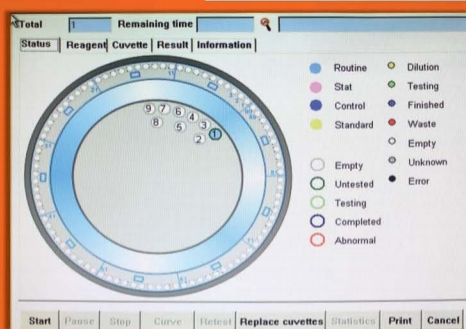 Total 1 Remaining time
Status Reagent Cuvette Result Information
Routine Dilution
Stat Testing
Control Finished
Standard Waste
Empty
Empty Unknown
Untested Error
Testing
Completed
Abnormal
9 7 6 4 3 1
8 5 2
Start Pause Stop Curve Retest Replace cuvettes Statistics Print Cancel